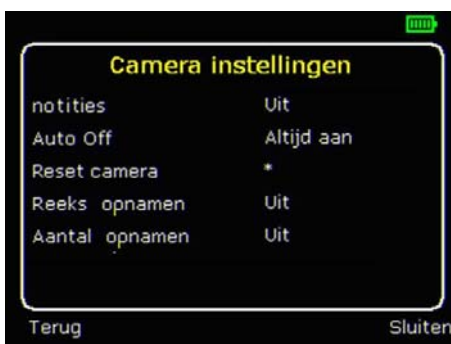 Camera instellingen
notities Uit
Auto Off Altijd aan
Reset camera *
Reeks opnamen Uit
Aantal opnamen Uit
Terug Sluiten